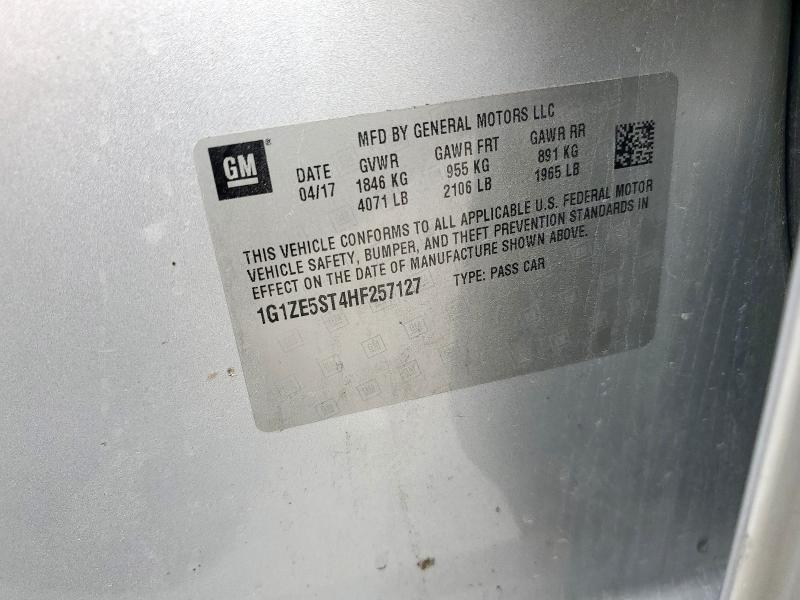 GM
MFD BY GENERAL MOTORS LLC
DATE GVWR GAWR FRT GAWR RR
04/17 1846 KG 955 KG 891 KG
4071 LB 2106 LB 1965 LB
THIS VEHICLE CONFORMS TO ALL APPLICABLE U.S. FEDERAL MOTOR
VEHICLE SAFETY, BUMPER, AND THEFT PREVENTION STANDARDS IN
EFFECT ON THE DATE OF MANUFACTURE SHOWN ABOVE.
1G1ZE5ST4HF257127 TYPE: PASS CAR